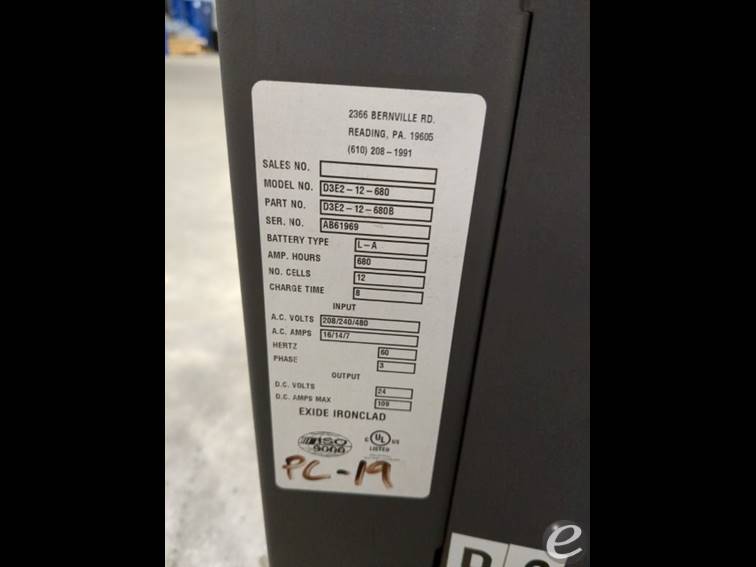 2366 BERNVILLE RD.
READING, PA. 19605
(610) 208-1991
SALES NO.
MODEL NO. D3E2-12-680
PART NO. D3E2-12-680B
SER. NO. AB61969
BATTERY TYPE L-A
AMP. HOURS 680
NO. CELLS 12
CHARGE TIME 8
INPUT
A.C. VOLTS 208/240/480
A.C. AMPS 16/14/7
HERTZ 60
PHASE 3
OUTPUT
D.C. VOLTS 24
D.C. AMPS MAX 109
EXIDE IRONCLAD
ISO 9000
C UL US
LISTED
PC-19
e